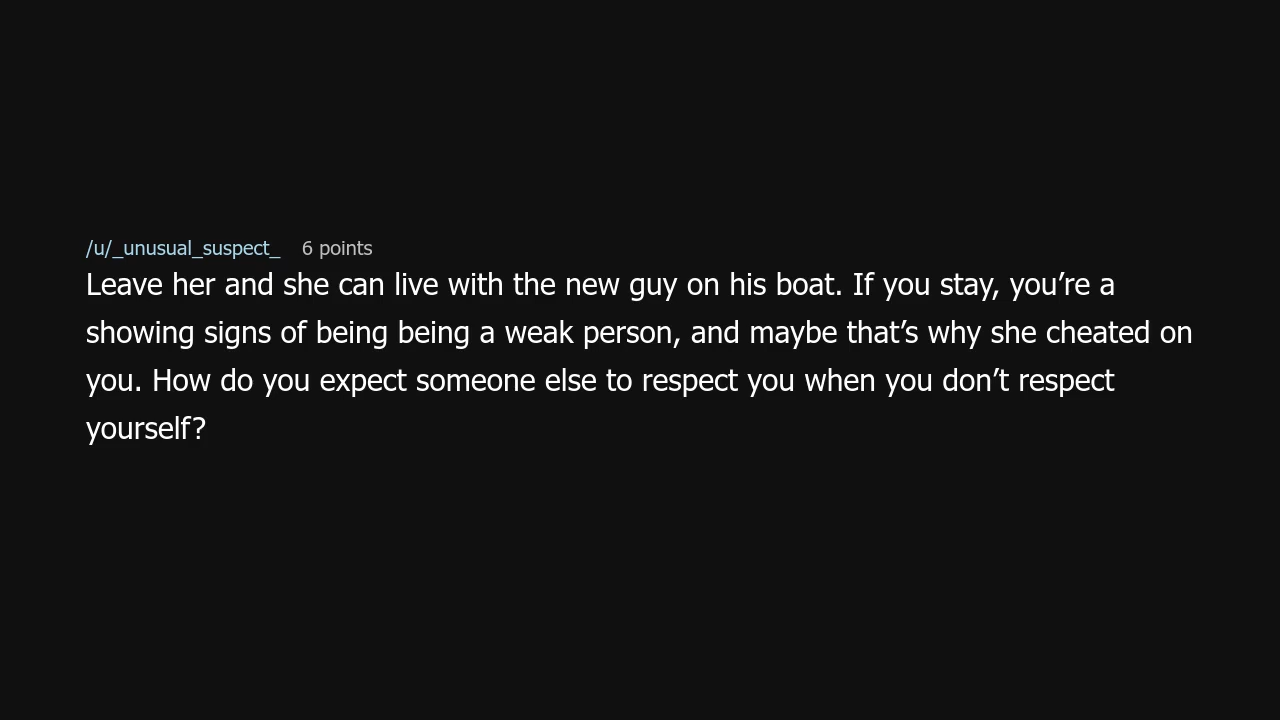 /u/_unusual_suspect_ 6 points
Leave her and she can live with the new guy on his boat. If you stay, you’re a
showing signs of being being a weak person, and maybe that’s why she cheated on
you. How do you expect someone else to respect you when you don’t respect
yourself?